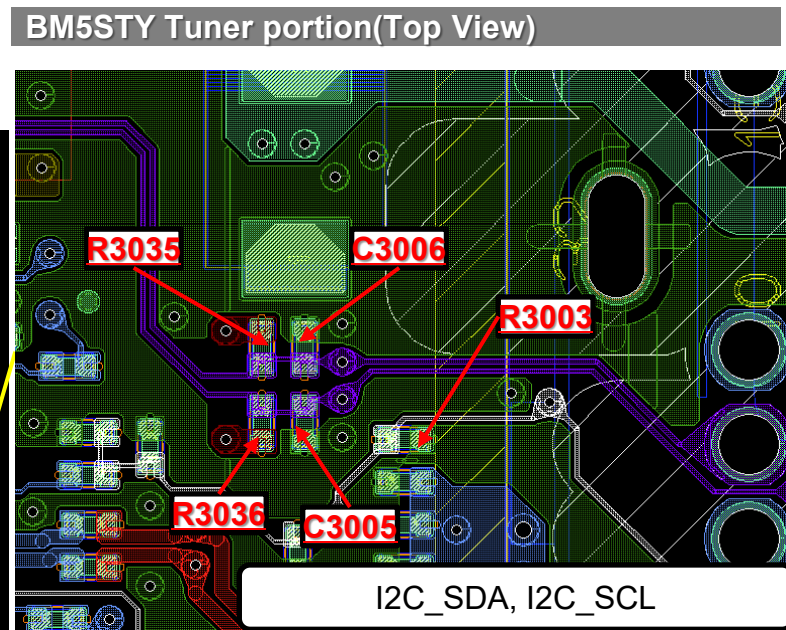 BM5STY Tuner portion(Top View)
R3035
C3006
R3003
R3036
C3005
I2C_SDA, I2C_SCL